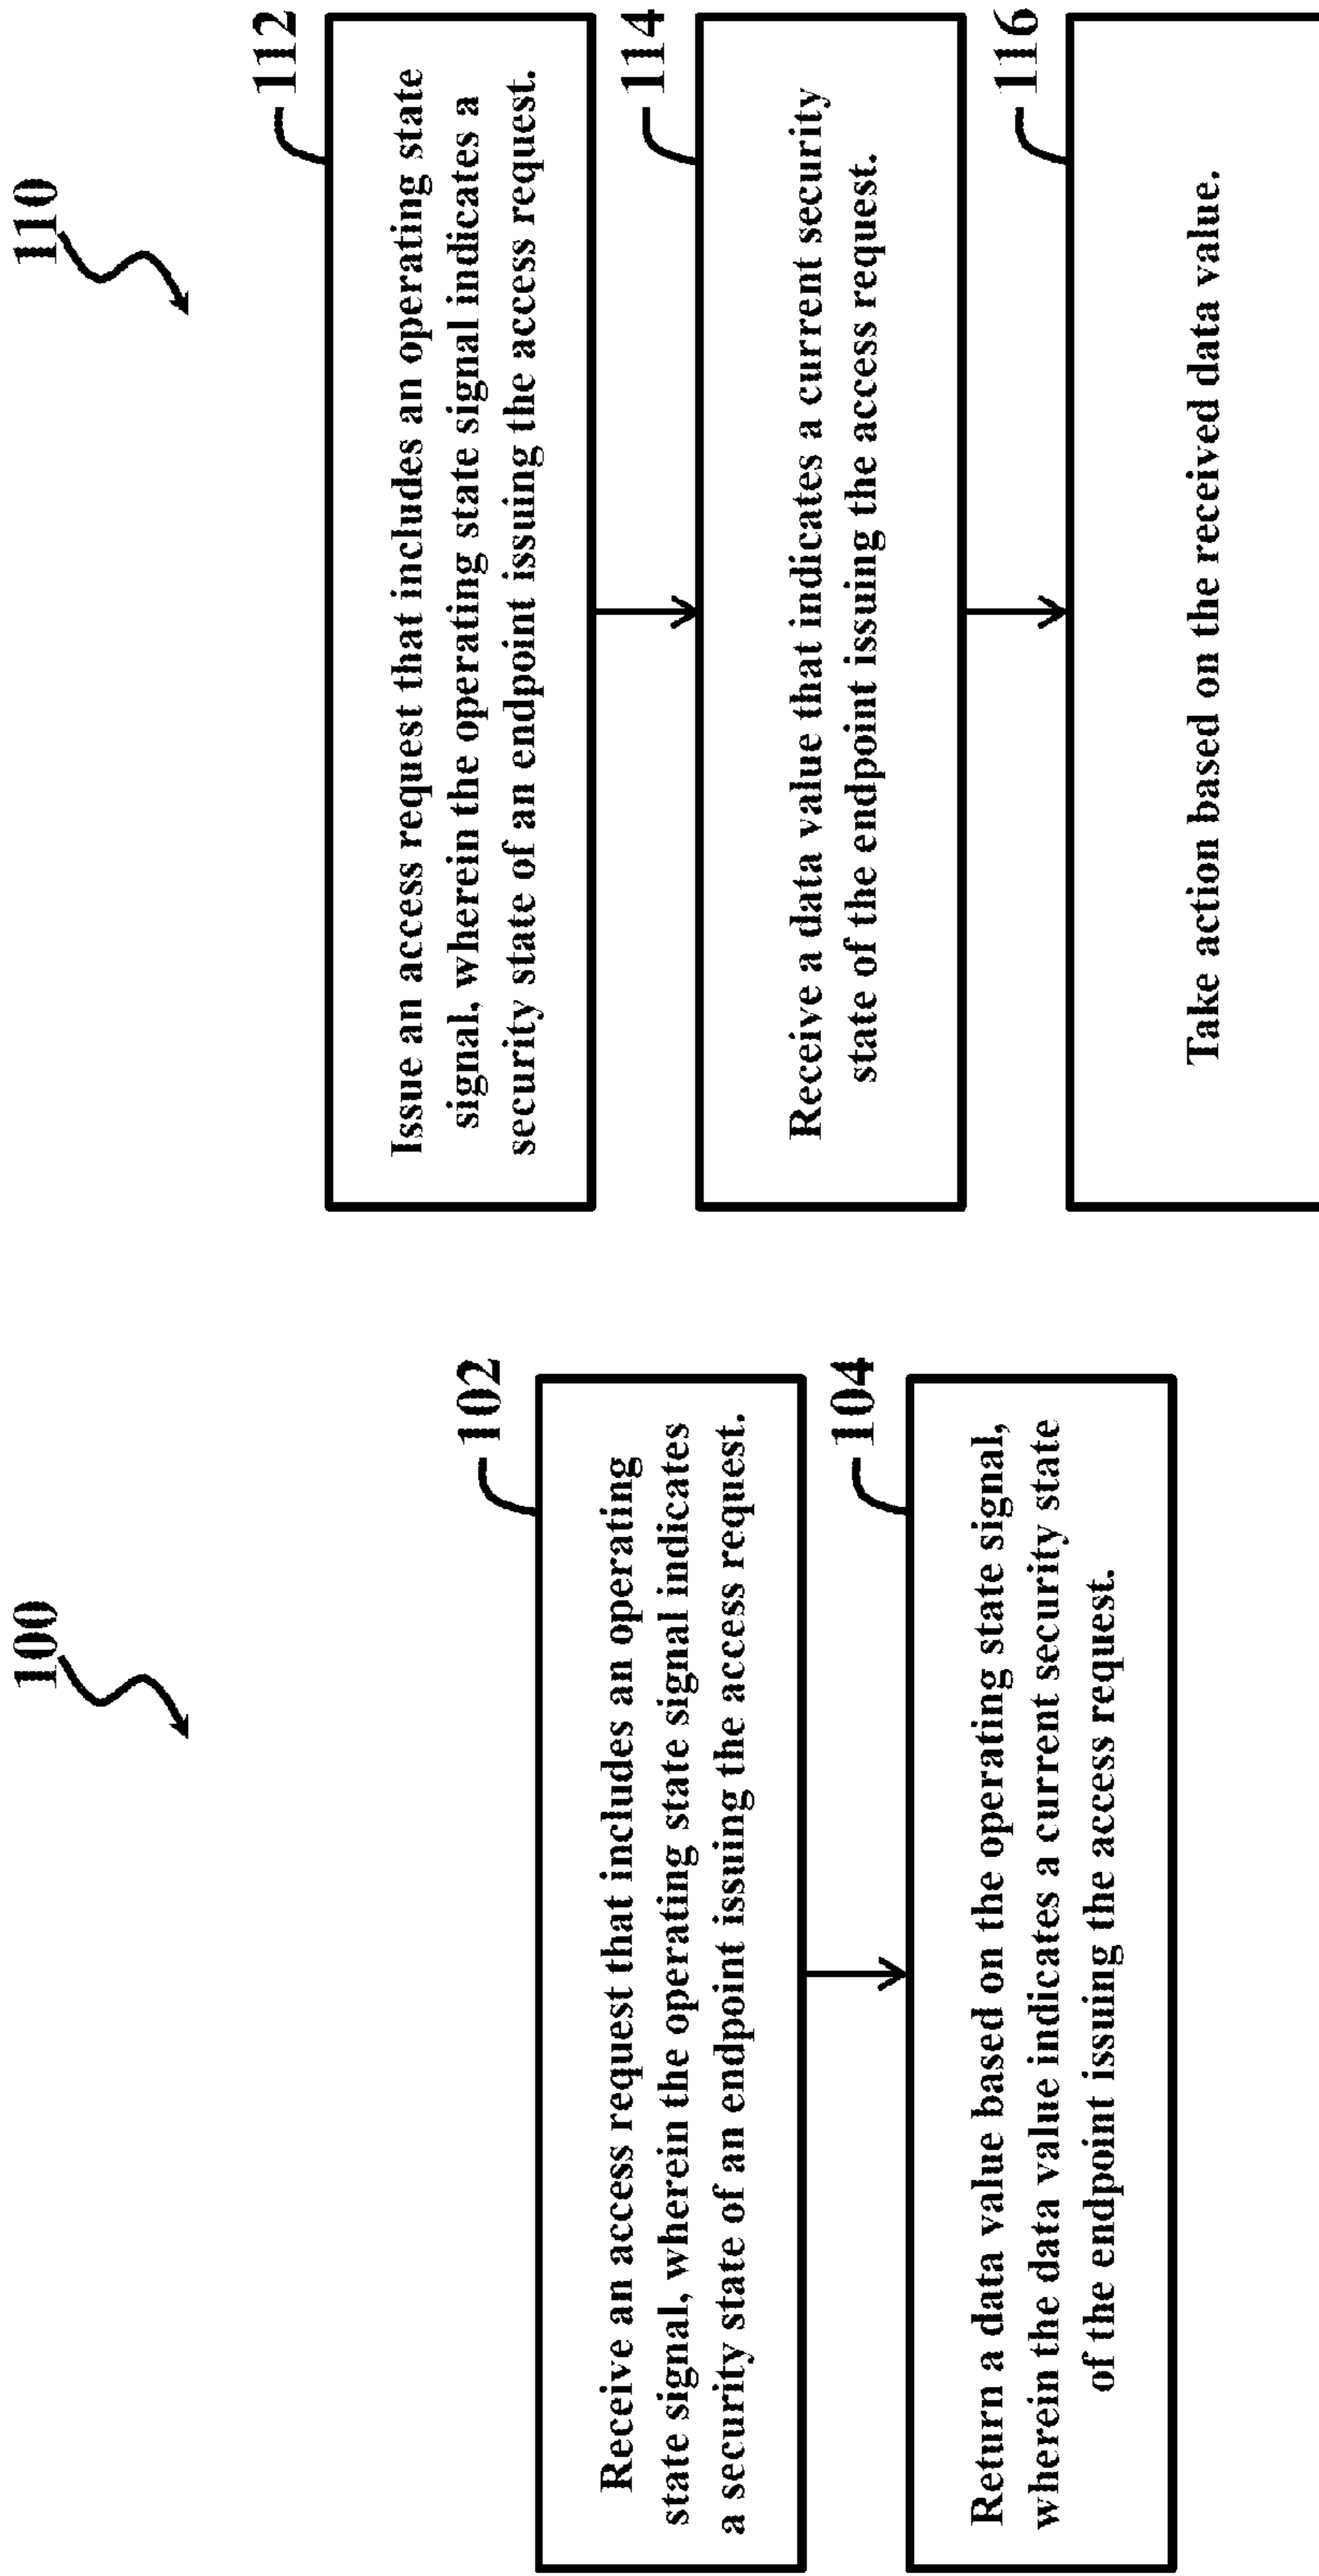 100
102
Receive an access request that includes an operating
state signal, wherein the operating state signal indicates
a security state of an endpoint issuing the access request.
104
Return a data value based on the operating state signal,
wherein the data value indicates a current security state
of the endpoint issuing the access request.
110
112
Issue an access request that includes an operating state
signal, wherein the operating state signal indicates a
security state of an endpoint issuing the access request.
114
Receive a data value that indicates a current security
state of the endpoint issuing the access request.
116
Take action based on the received data value.